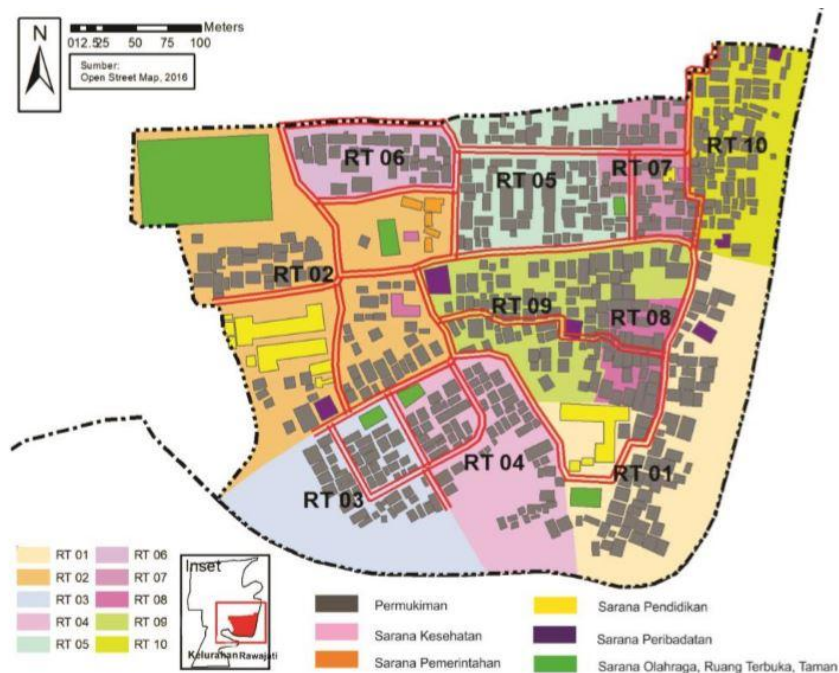 N
Meters
012.525 50 75 100
Sumber:
Open Street Map, 2016
RT 06
RT 07
RT 10
RT 05
RT 02
RT 09
RT 08
RT 04
RT 03
RT 01
RT 01
RT 02
RT 03
RT 04
RT 05
RT 06
RT 07
RT 08
RT 09
RT 10
Inset
Kelurahan Rawajati
Permukiman
Sarana Kesehatan
Sarana Pemerintahan
Sarana Pendidikan
Sarana Peribadatan
Sarana Olahraga, Ruang Terbuka, Taman